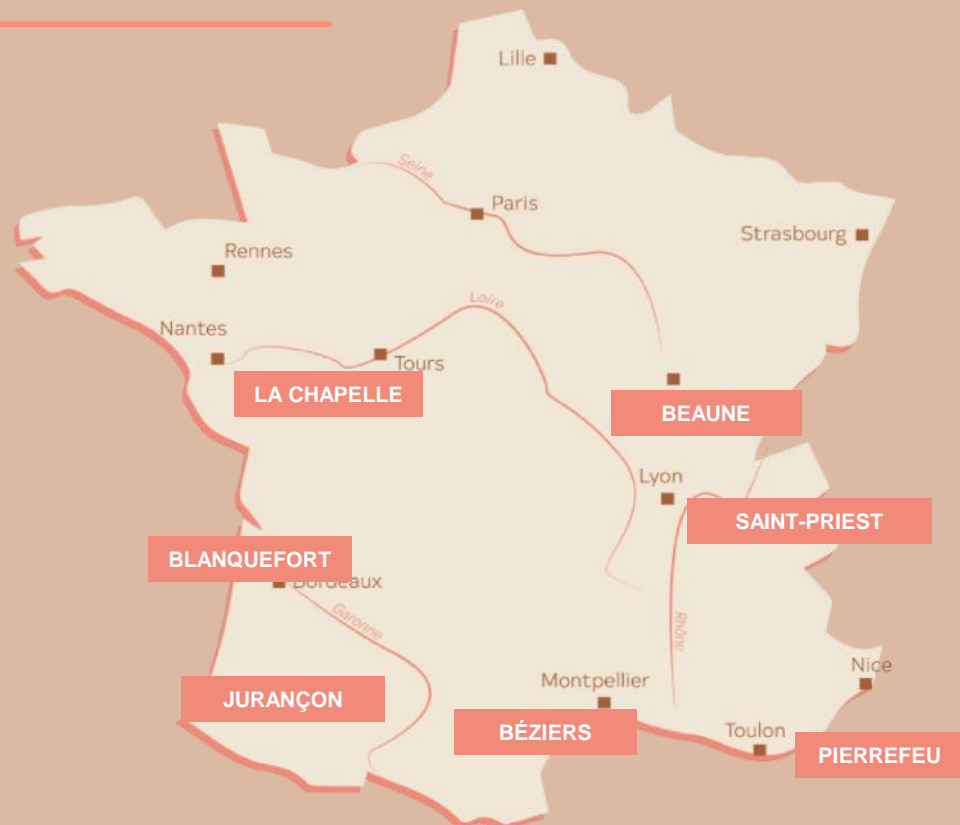 Lille
Seine
Paris
Strasbourg
Rennes
Loire
Nantes
Tours
LA CHAPELLE
BEAUNE
Lyon
SAINT-PRIEST
BLANQUEFORT
Bordeaux
Garonne
Rhône
Nice
Montpellier
JURANÇON
BÉZIERS
Toulon
PIERREFEU